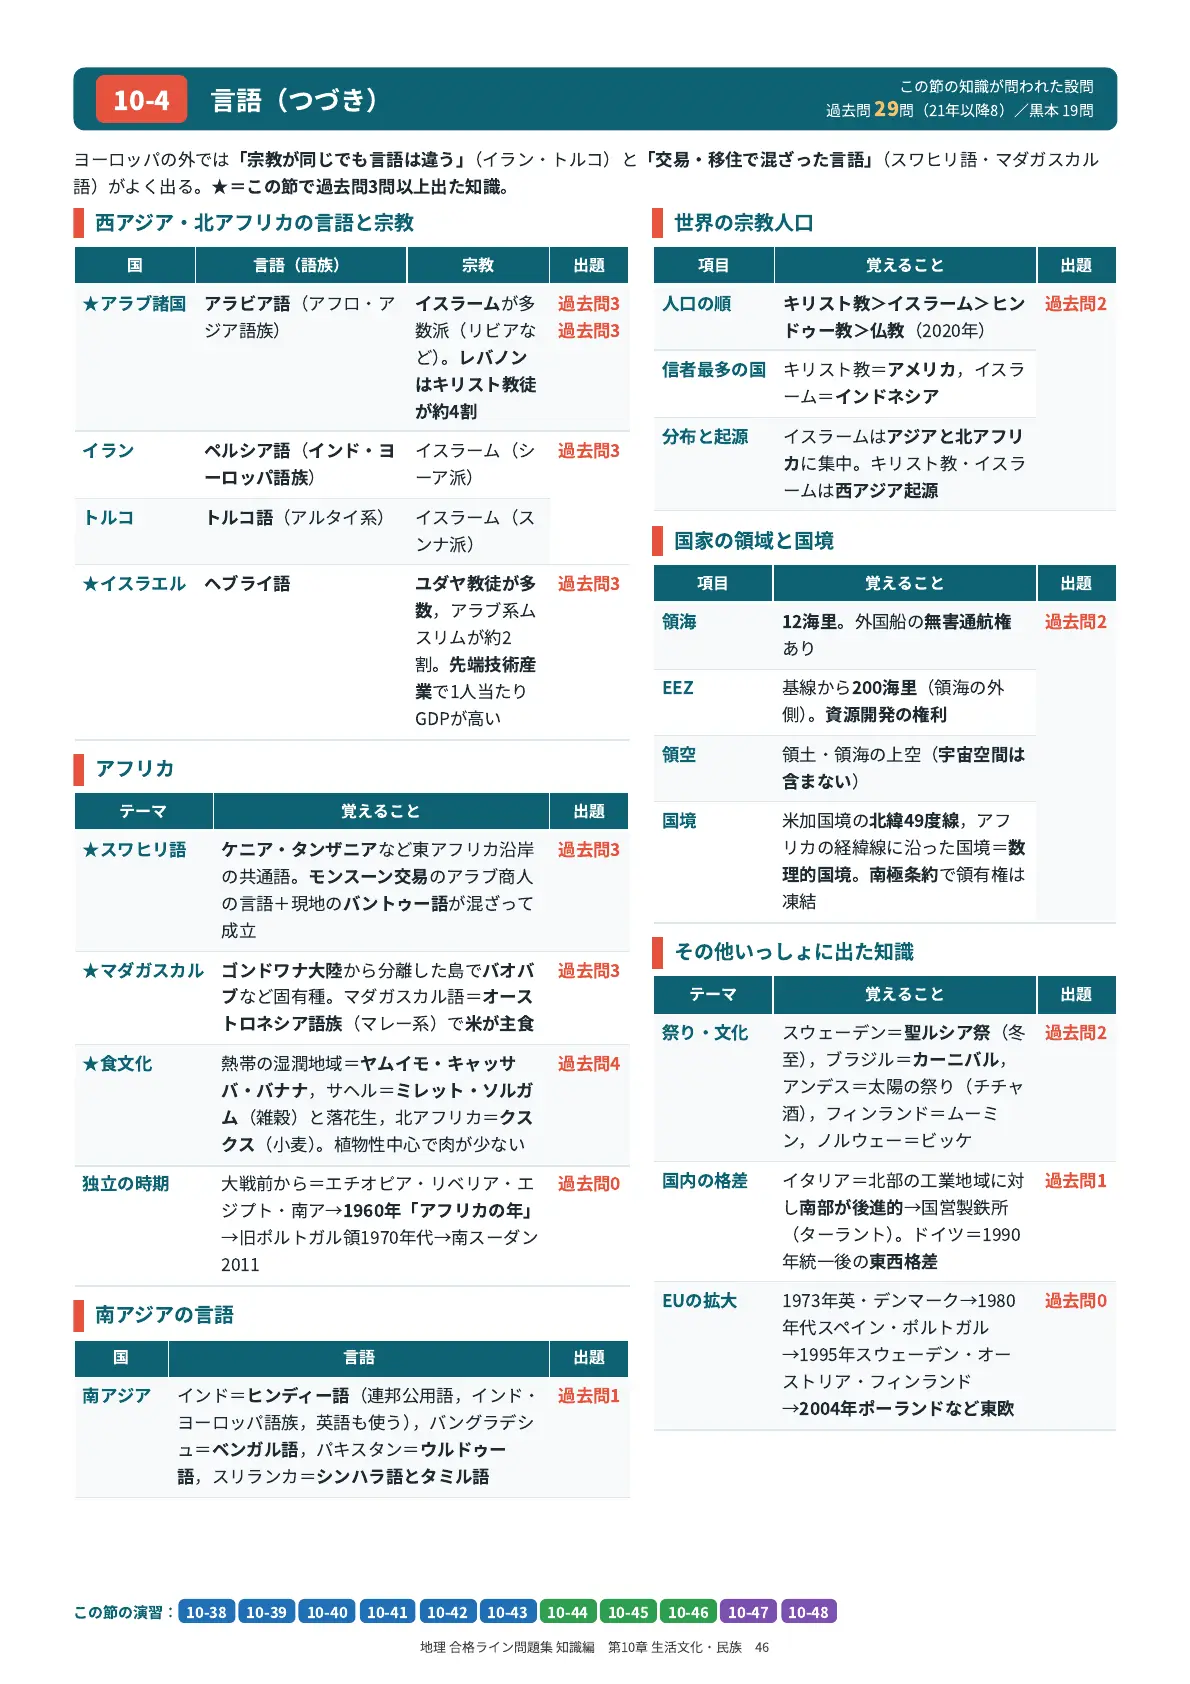 10-4 言語（つづき）
この節の知識が問われた設問
過去問 29問（21年以降8）／黒本 19問
ヨーロッパの外では「宗教が同じでも言語は違う」（イラン・トルコ）と「交易・移住で混ざった言語」（スワヒリ語・マダガスカル
語）がよく出る。★＝この節で過去問3問以上出た知識。
西アジア・北アフリカの言語と宗教
国 言語（語族） 宗教 出題
★アラブ諸国 アラビア語（アフロ・ア イスラームが多 過去問3
ジア語族） 数派（リビアな 過去問3
ど）。レバノン
はキリスト教徒
が約4割
イラン ペルシア語（インド・ヨ イスラーム（シ 過去問3
ーロッパ語族） ーア派）
トルコ トルコ語（アルタイ系） イスラーム（ス
ンナ派）
★イスラエル ヘブライ語 ユダヤ教徒が多 過去問3
数，アラブ系ム
スリムが約2
割。先端技術産
業で1人当たり
GDPが高い
アフリカ
テーマ 覚えること 出題
★スワヒリ語 ケニア・タンザニアなど東アフリカ沿岸 過去問3
の共通語。モンスーン交易のアラブ商人
の言語＋現地のバントゥー語が混ざって
成立
★マダガスカル ゴンドワナ大陸から分離した島でバオバ 過去問3
ブなど固有種。マダガスカル語＝オース
トロネシア語族（マレー系）で米が主食
★食文化 熱帯の湿潤地域＝ヤムイモ・キャッサ 過去問4
バ・バナナ，サヘル＝ミレット・ソルガ
ム（雑穀）と落花生，北アフリカ＝クス
クス（小麦）。植物性中心で肉が少ない
独立の時期 大戦前から＝エチオピア・リベリア・エ 過去問0
ジプト・南ア→1960年「アフリカの年」
→旧ポルトガル領1970年代→南スーダン
2011
南アジアの言語
国 言語 出題
南アジア インド＝ヒンディー語（連邦公用語，インド・ 過去問1
ヨーロッパ語族，英語も使う），バングラデシ
ュ＝ベンガル語，パキスタン＝ウルドゥー
語，スリランカ＝シンハラ語とタミル語
世界の宗教人口
項目 覚えること 出題
人口の順 キリスト教＞イスラーム＞ヒン 過去問2
ドゥー教＞仏教（2020年）
信者最多の国 キリスト教＝アメリカ，イスラ
ーム＝インドネシア
分布と起源 イスラームはアジアと北アフリ
カに集中。キリスト教・イスラ
ームは西アジア起源
国家の領域と国境
項目 覚えること 出題
領海 12海里。外国船の無害通航権 過去問2
あり
EEZ 基線から200海里（領海の外
側）。資源開発の権利
領空 領土・領海の上空（宇宙空間は
含まない）
国境 米加国境の北緯49度線，アフ
リカの経緯線に沿った国境＝数
理的国境。南極条約で領有権は
凍結
その他いっしょに出た知識
テーマ 覚えること 出題
祭り・文化 スウェーデン＝聖ルシア祭（冬 過去問2
至），ブラジル＝カーニバル，
アンデス＝太陽の祭り（チチャ
酒），フィンランド＝ムーミ
ン，ノルウェー＝ビッケ
国内の格差 イタリア＝北部の工業地域に対 過去問1
し南部が後進的→国営製鉄所
（ターラント）。ドイツ＝1990
年統一後の東西格差
EUの拡大 1973年英・デンマーク→1980 過去問0
年代スペイン・ポルトガル
→1995年スウェーデン・オー
ストリア・フィンランド
→2004年ポーランドなど東欧
この節の演習： 10-38 10-39 10-40 10-41 10-42 10-43 10-44 10-45 10-46 10-47 10-48
地理 合格ライン問題集 知識編 第10章 生活文化・民族 46